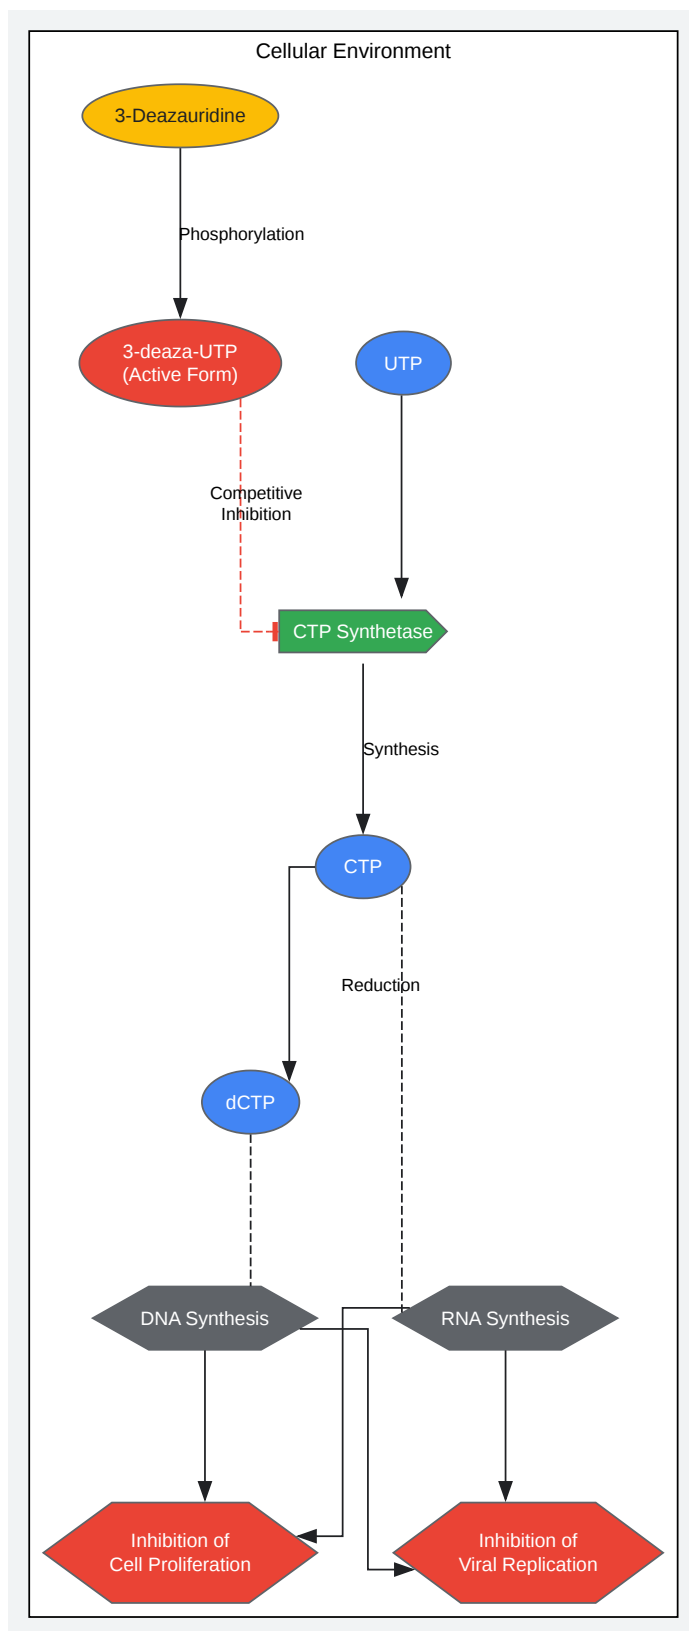 Cellular Environment
3-Deazauridine
Phosphorylation
3-deaza-UTP
(Active Form)
UTP
Competitive
Inhibition
CTP Synthetase
Synthesis
CTP
Reduction
dCTP
DNA Synthesis
RNA Synthesis
Inhibition of
Cell Proliferation
Inhibition of
Viral Replication